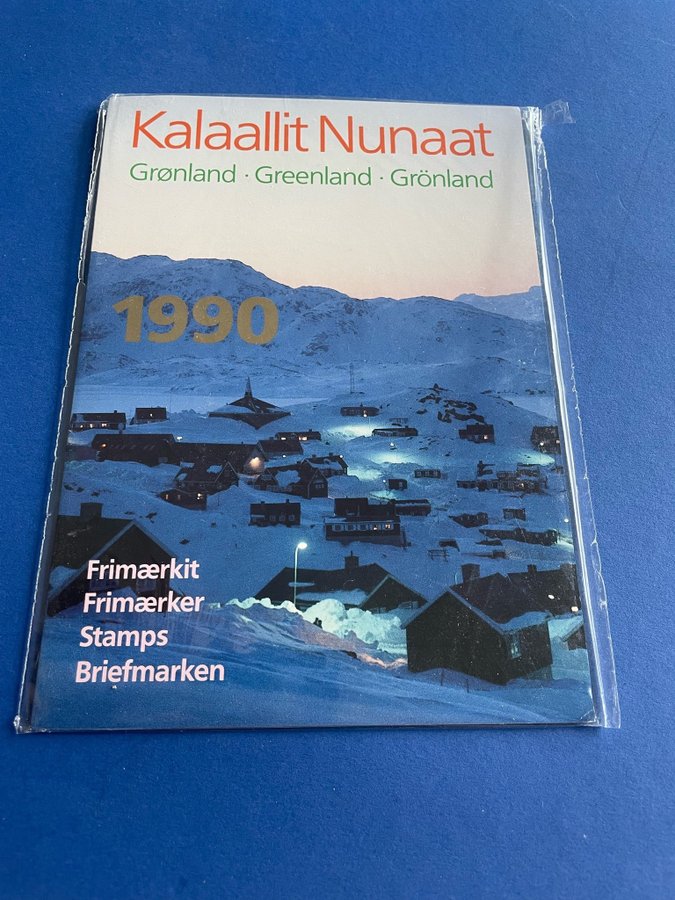 Kalaallit Nunaat
Grønland · Greenland · Grönland
1990
Frimærkit
Frimærker
Stamps
Briefmarken